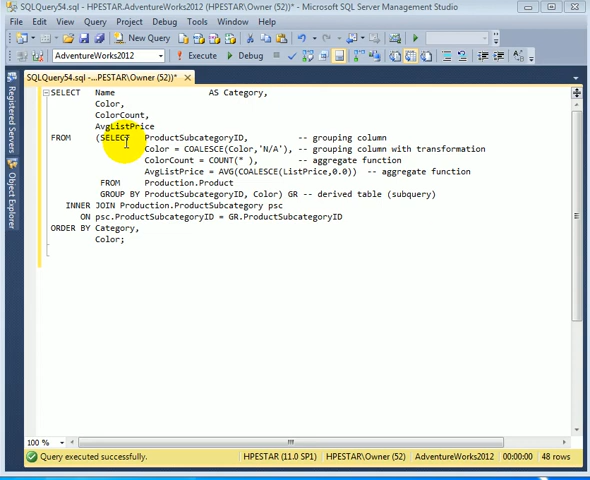 SQLQuery54.sql - HPESTAR.AdventureWorks2012 (HPESTAR\Owner (52))* - Microsoft SQL Server Management Studio
File Edit View Query Project Debug Tools Window Help
New Query
AdventureWorks2012 Execute Debug
SQLQuery54.sql -...PESTAR\Owner (52))*
Registered Servers
Object Explorer
SELECT Name AS Category,
Color,
ColorCount,
AvgListPrice
FROM (SELECT ProductSubcategoryID, -- grouping column
Color = COALESCE(Color,'N/A'), -- grouping column with transformation
ColorCount = COUNT(* ), -- aggregate function
AvgListPrice = AVG(COALESCE(ListPrice,0.0)) -- aggregate function
FROM Production.Product
GROUP BY ProductSubcategoryID, Color) GR -- derived table (subquery)
INNER JOIN Production.ProductSubcategory psc
ON psc.ProductSubcategoryID = GR.ProductSubcategoryID
ORDER BY Category,
Color;
100 %
Query executed successfully. HPESTAR (11.0 SP1) HPESTAR\Owner (52) AdventureWorks2012 00:00:00 48 rows